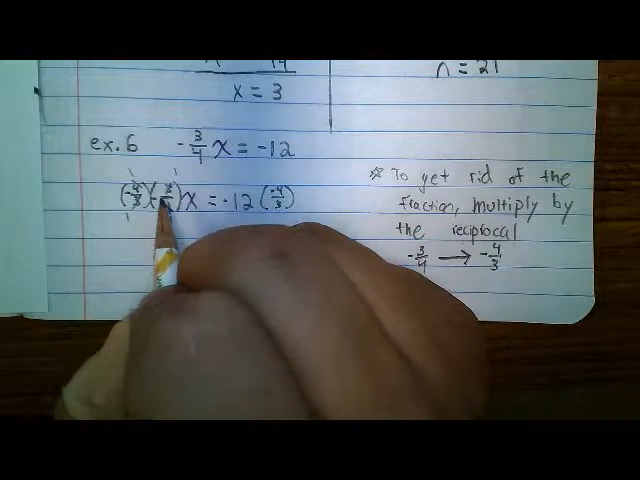 x = 3
n = 21
ex. 6 -3/4 x = -12
(-4/3)(-3/4)x = -12(-4/3)
* To get rid of the
fraction, multiply by
the reciprocal
-3/4 → -4/3